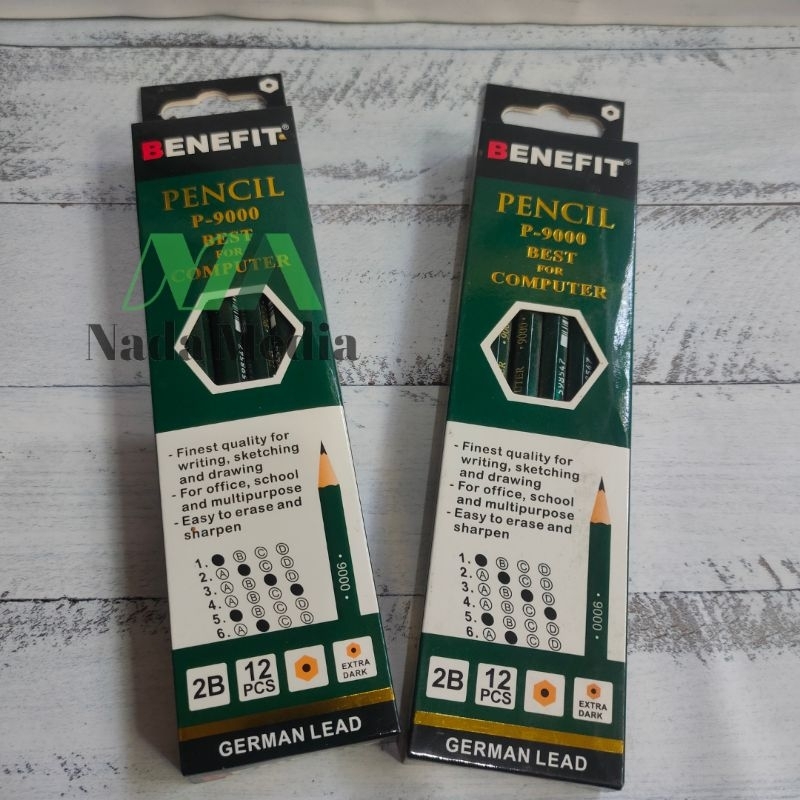 BENEFIT®
PENCIL
P-9000
BEST
FOR
COMPUTER
Nada Media
- Finest quality for
writing, sketching
and drawing
- For office, school
and multipurpose
- Easy to erase and
sharpen
1. B C D
2. A C D
3. A B D
4. A B C
5. B C D
6. A C D
9000
2B
12
PCS
EXTRA
DARK
GERMAN LEAD
BENEFIT®
PENCIL
P-9000
BEST
FOR
COMPUTER
9000
598547
- Finest quality for
writing, sketching
and drawing
- For office, school
and multipurpose
- Easy to erase and
sharpen
1. B C D
2. A C D
3. A B D
4. A B C
5. B C D
6. A C D
9000
2B
12
PCS
EXTRA
DARK
GERMAN LEAD